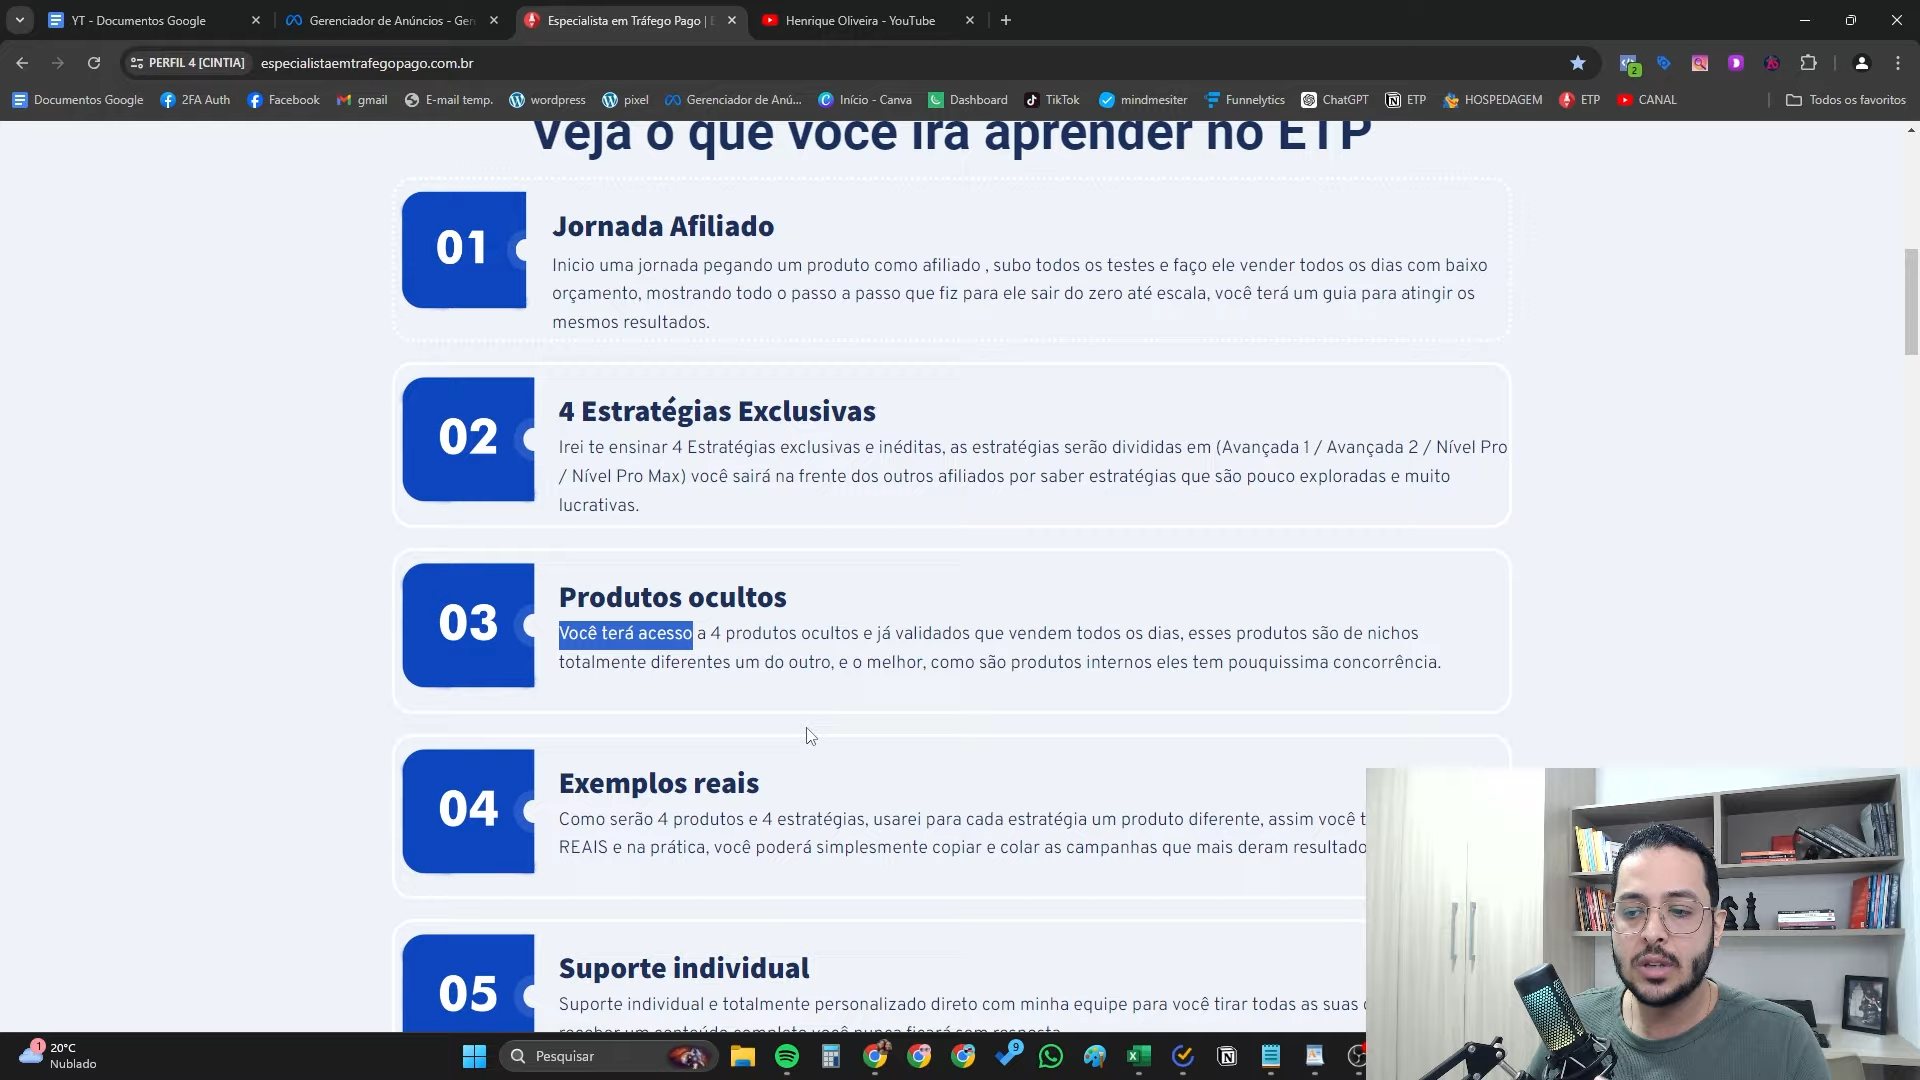 YT - Documentos Google
Gerenciador de Anúncios - Ger
Especialista em Tráfego Pago | E
Henrique Oliveira - YouTube
PERFIL 4 [CINTIA]
especialistaemtrafegopago.com.br
2
Documentos Google
2FA Auth
Facebook
gmail
E-mail temp.
wordpress
pixel
Gerenciador de Anú...
Início - Canva
Dashboard
TikTok
mindmesiter
Funnelytics
ChatGPT
ETP
HOSPEDAGEM
ETP
CANAL
Todos os favoritos
Veja o que você irá aprender no ETP
01
Jornada Afiliado
Inicio uma jornada pegando um produto como afiliado , subo todos os testes e faço ele vender todos os dias com baixo
orçamento, mostrando todo o passo a passo que fiz para ele sair do zero até escala, você terá um guia para atingir os
mesmos resultados.
02
4 Estratégias Exclusivas
Irei te ensinar 4 Estratégias exclusivas e inéditas, as estratégias serão divididas em (Avançada 1 / Avançada 2 / Nível Pro
/ Nível Pro Max) você sairá na frente dos outros afiliados por saber estratégias que são pouco exploradas e muito
lucrativas.
03
Produtos ocultos
Você terá acesso a 4 produtos ocultos e já validados que vendem todos os dias, esses produtos são de nichos
totalmente diferentes um do outro, e o melhor, como são produtos internos eles tem pouquissima concorrência.
04
Exemplos reais
Como serão 4 produtos e 4 estratégias, usarei para cada estratégia um produto diferente, assim você t
REAIS e na prática, você poderá simplesmente copiar e colar as campanhas que mais deram resultado
05
Suporte individual
Suporte individual e totalmente personalizado direto com minha equipe para você tirar todas as suas
receber um conteúdo completo você nunca ficará sem resposta
1
20°C
Nublado
Pesquisar
9